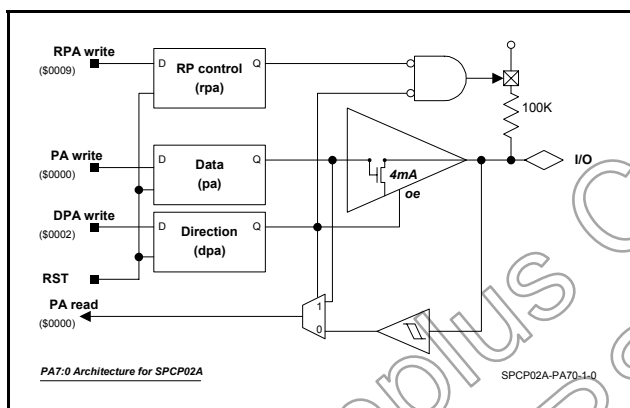 RPA write
($0009)
D RP control Q
(rpa)
100K
PA write
($0000)
D Data Q
(pa)
4mA
oe
I/O
DPA write
($0002)
D Direction Q
(dpa)
RST
PA read
($0000)
1
0
PA7:0 Architecture for SPCP02A
SPCP02A-PA70-1-0